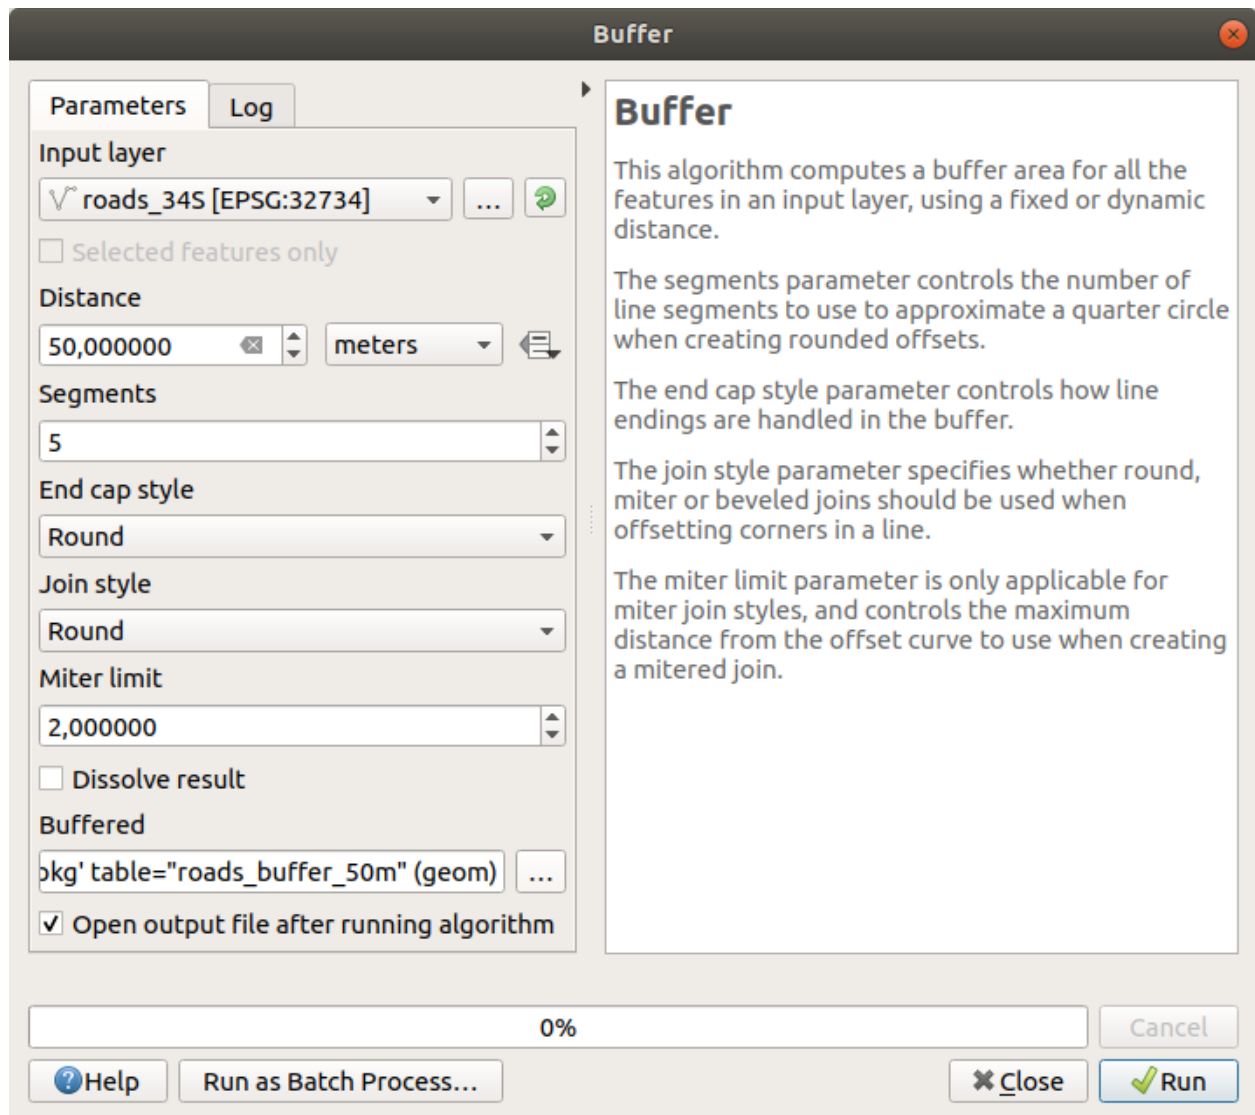 Buffer
Parameters
Log
Input layer
roads_34S [EPSG:32734]
...
Selected features only
Distance
50,000000
meters
Segments
5
End cap style
Round
Join style
Round
Miter limit
2,000000
Dissolve result
Buffered
okg' table="roads_buffer_50m" (geom)
...
Open output file after running algorithm
Buffer
This algorithm computes a buffer area for all the
features in an input layer, using a fixed or dynamic
distance.
The segments parameter controls the number of
line segments to use to approximate a quarter circle
when creating rounded offsets.
The end cap style parameter controls how line
endings are handled in the buffer.
The join style parameter specifies whether round,
miter or beveled joins should be used when
offsetting corners in a line.
The miter limit parameter is only applicable for
miter join styles, and controls the maximum
distance from the offset curve to use when creating
a mitered join.
0%
Cancel
Help
Run as Batch Process...
Close
Run